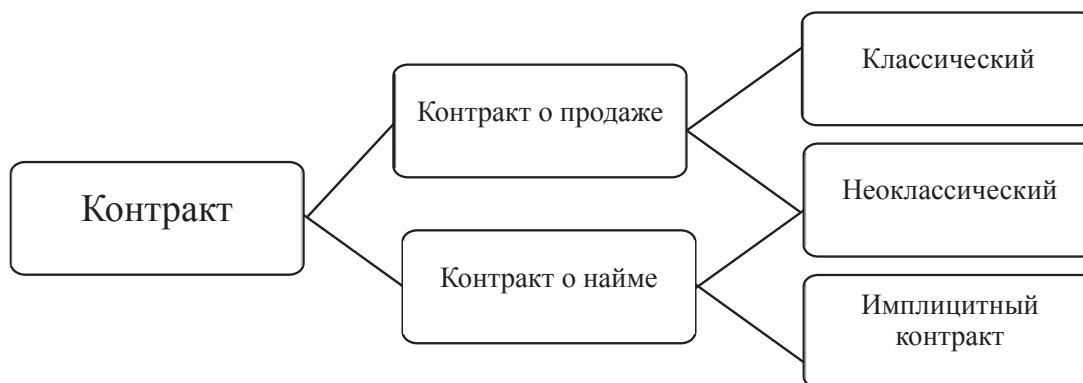 Контракт
Контракт о продаже
Контракт о найме
Классический
Неоклассический
Имплицитный
контракт